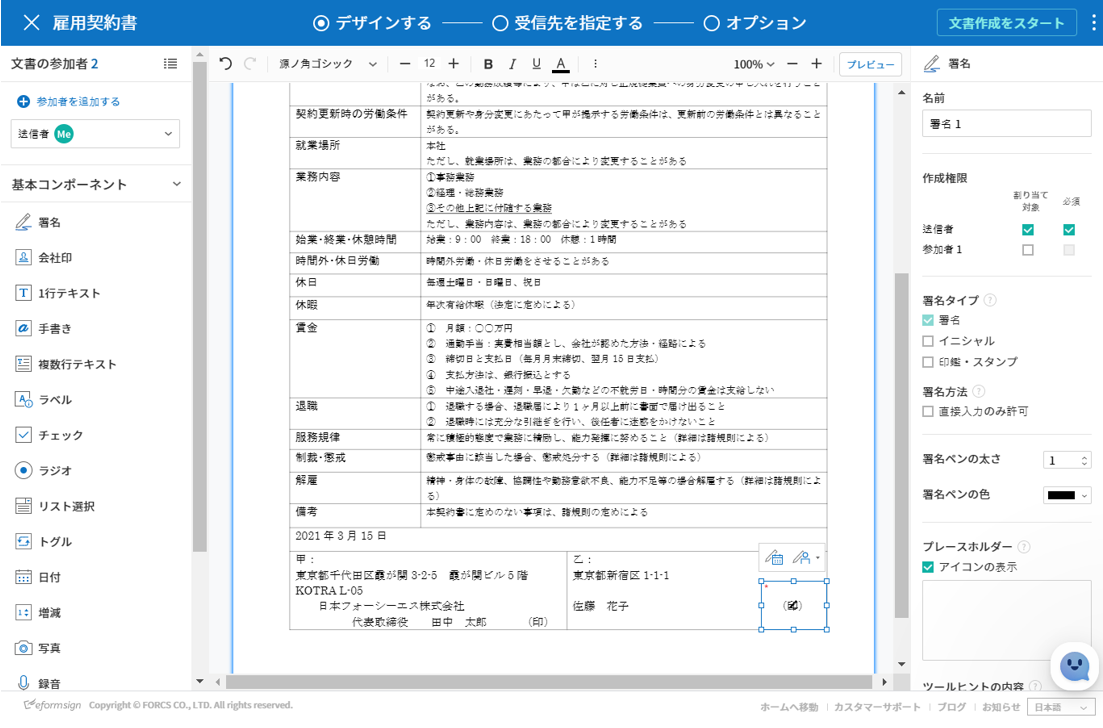 雇用契約書
デザインする
受信先を指定する
オプション
文書作成をスタート
文書の参加者 2
源ノ角ゴシック
12
B I U A
100%
プレビュー
署名
参加者を追加する
送信者 Me
基本コンポーネント
署名
会社印
1行テキスト
手書き
複数行テキスト
ラベル
チェック
ラジオ
リスト選択
トグル
日付
増減
写真
録音
がある。
契約更新時の労働条件
契約更新や身分変更にあたって甲が提示する労働条件は、更新前の労働条件とは異なること
がある。
就業場所
本社
ただし、就業場所は、業務の都合により変更することがある
業務内容
①事務業務
②経理・総務業務
③その他上記に付随する業務
ただし、業務内容は、業務の都合により変更することがある
始業・終業・休憩時間
始業：9：00　終業：18：00　休憩：1時間
時間外・休日労働
時間外労働・休日労働をさせることがある
休日
毎週土曜日・日曜日、祝日
休暇
年次有給休暇（法定に定めによる）
賃金
①　月額：〇〇万円
②　通勤手当：実費相当額とし、会社が認めた方法・経路による
③　締切日と支払日（毎月月末締切、翌月15日支払）
④　支払方法は、銀行振込とする
⑤　中途入退社・遅刻・早退・欠勤などの不就労日・時間分の賃金は支給しない
退職
①　退職する場合、退職届により1ヶ月以上前に書面で届け出ること
②　退職時には充分な引継ぎを行い、後任者に迷惑をかけないこと
服務規律
常に積極的態度で業務に精励し、能力発揮に努めること（詳細は諸規則による）
制裁・懲戒
懲戒事由に該当した場合、懲戒処分する（詳細は諸規則による）
解雇
精神・身体の故障、協調性や勤務意欲不良、能力不足等の場合解雇する（詳細は諸規則によ
る）
備考
本契約書に定めのない事項は、諸規則の定めによる
2021年3月15日
甲：
東京都千代田区霞が関3-2-5　霞が関ビル5階
KOTRA L-05
日本フォーシーエス株式会社
代表取締役　田中　太郎　（印）
乙：
東京都新宿区1-1-1
佐藤　花子
（印）
名前
署名 1
作成権限
割り当て
対象
必須
送信者
参加者 1
署名タイプ
署名
イニシャル
印鑑・スタンプ
署名方法
直接入力のみ許可
署名ペンの太さ
1
署名ペンの色
プレースホルダー
アイコンの表示
ツールヒントの内容
eformsign
Copyright © FORCS CO., LTD. All rights reserved.
ホームへ移動
カスタマーサポート
ブログ
お知らせ
日本語